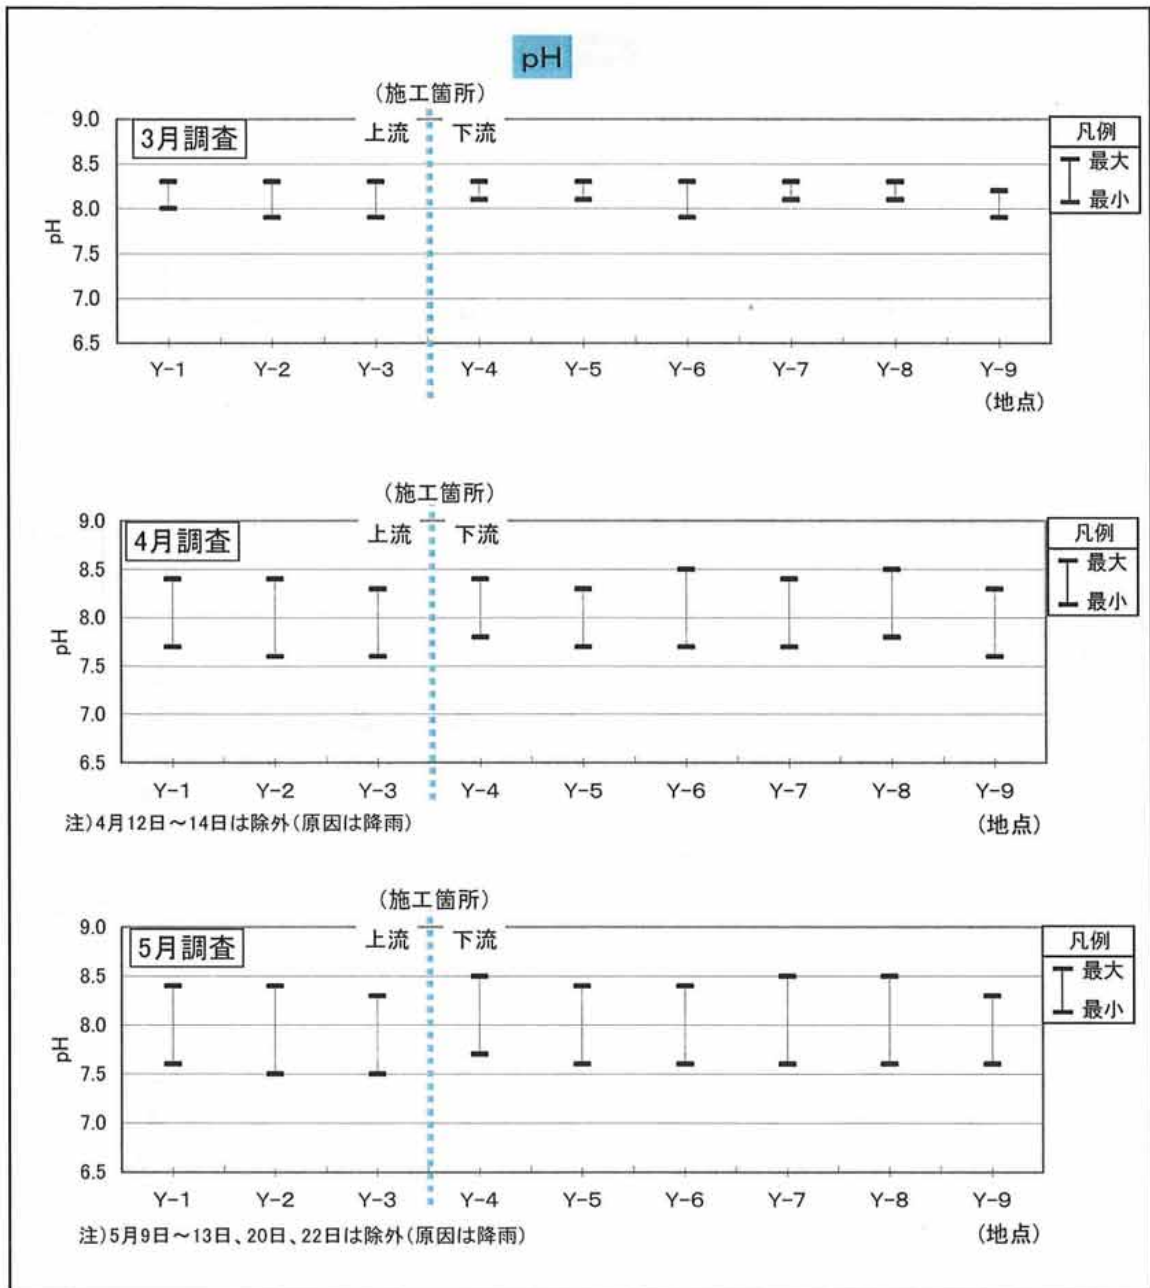 pH
(施工箇所)
3月調査
上流
下流
凡例
最大
最小
9.0
8.5
8.0
7.5
7.0
6.5
pH
Y-1 Y-2 Y-3 Y-4 Y-5 Y-6 Y-7 Y-8 Y-9
(地点)
(施工箇所)
4月調査
上流
下流
凡例
最大
最小
9.0
8.5
8.0
7.5
7.0
6.5
pH
Y-1 Y-2 Y-3 Y-4 Y-5 Y-6 Y-7 Y-8 Y-9
注)4月12日～14日は除外(原因は降雨)
(地点)
(施工箇所)
5月調査
上流
下流
凡例
最大
最小
9.0
8.5
8.0
7.5
7.0
6.5
pH
Y-1 Y-2 Y-3 Y-4 Y-5 Y-6 Y-7 Y-8 Y-9
注)5月9日～13日、20日、22日は除外(原因は降雨)
(地点)